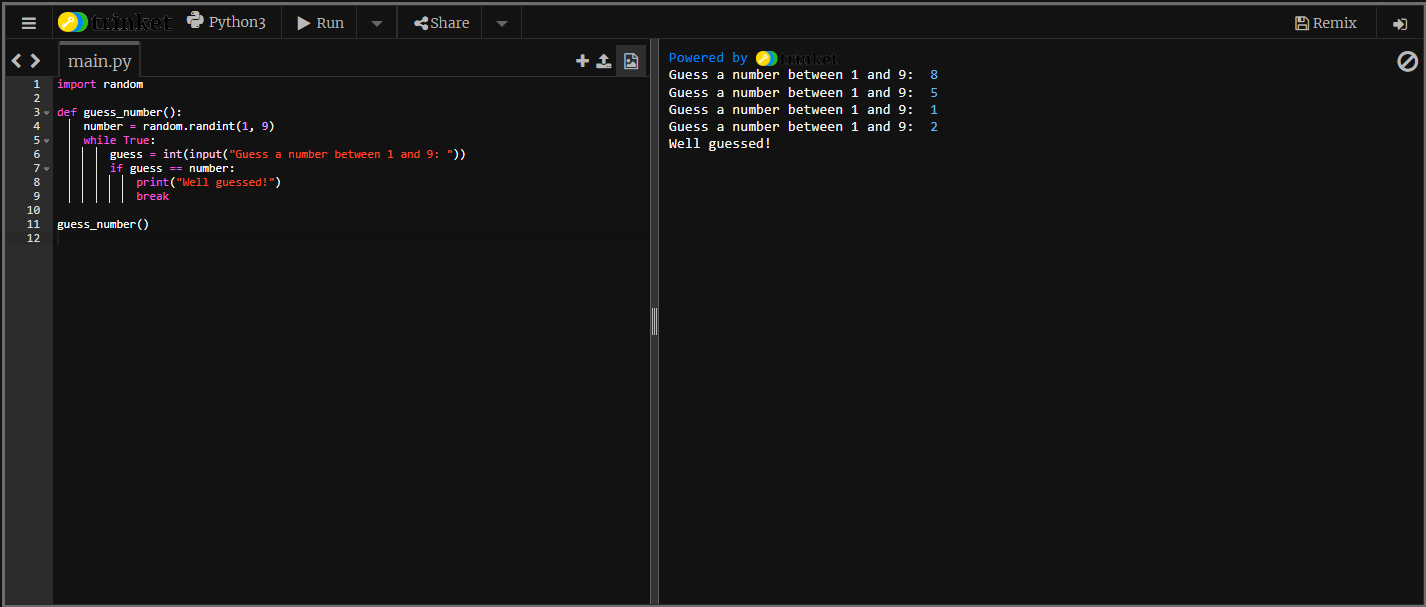 trinket Python3 Run Share Remix
main.py
1 import random
2
3 def guess_number():
4 number = random.randint(1, 9)
5 while True:
6 guess = int(input("Guess a number between 1 and 9: "))
7 if guess == number:
8 print("Well guessed!")
9 break
10
11 guess_number()
12
Powered by trinket
Guess a number between 1 and 9: 8
Guess a number between 1 and 9: 5
Guess a number between 1 and 9: 1
Guess a number between 1 and 9: 2
Well guessed!